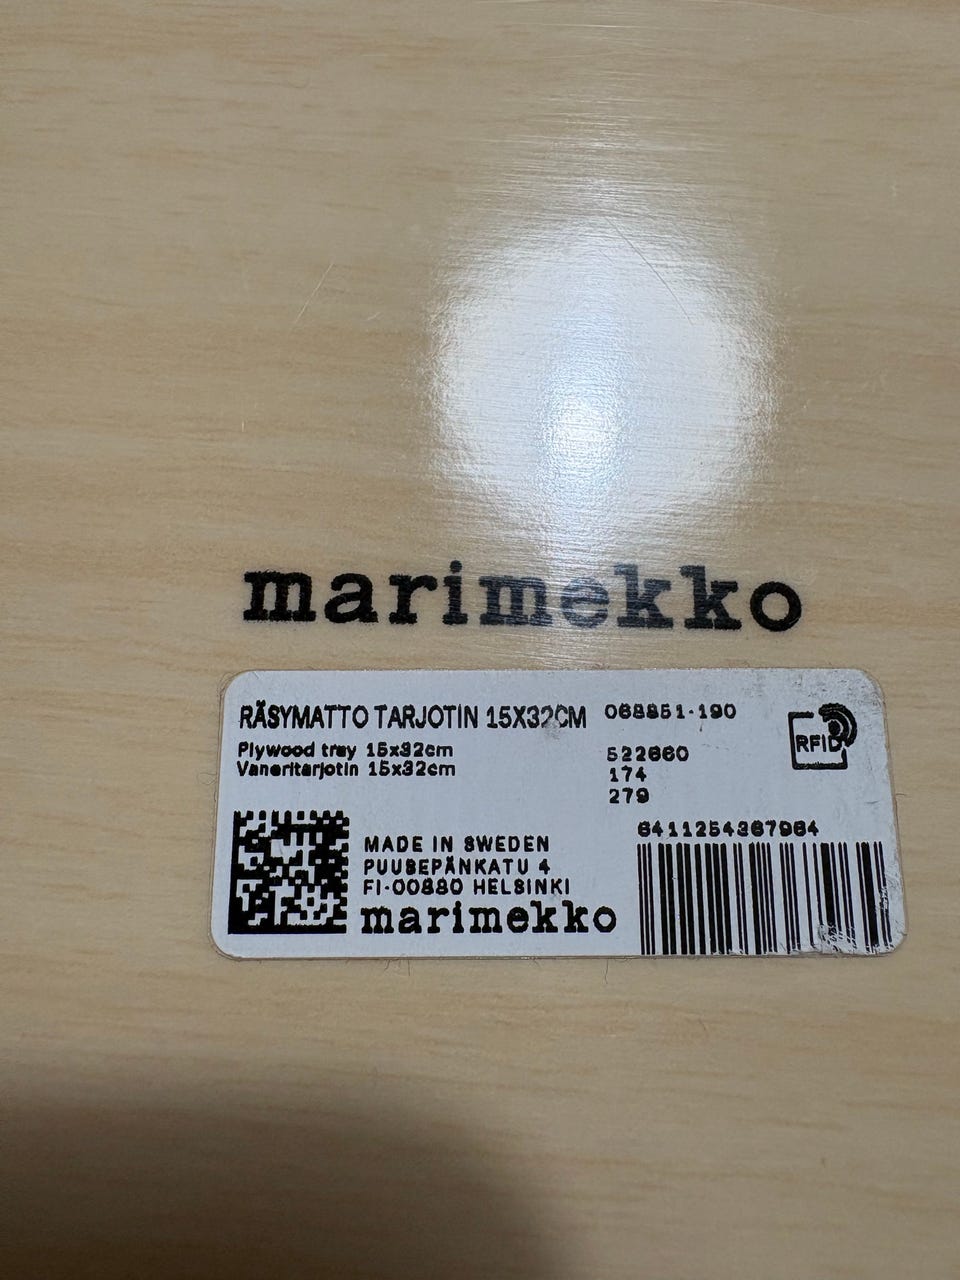 marimekko
RÄSYMATTO TARJOTIN 15X32CM 068851-190
Plywood tray 15x32cm
Vaneritarjotin 15x32cm
522660
174
279
RFID
6411254367964
MADE IN SWEDEN
PUUSEPÄNKATU 4
FI-00880 HELSINKI
marimekko